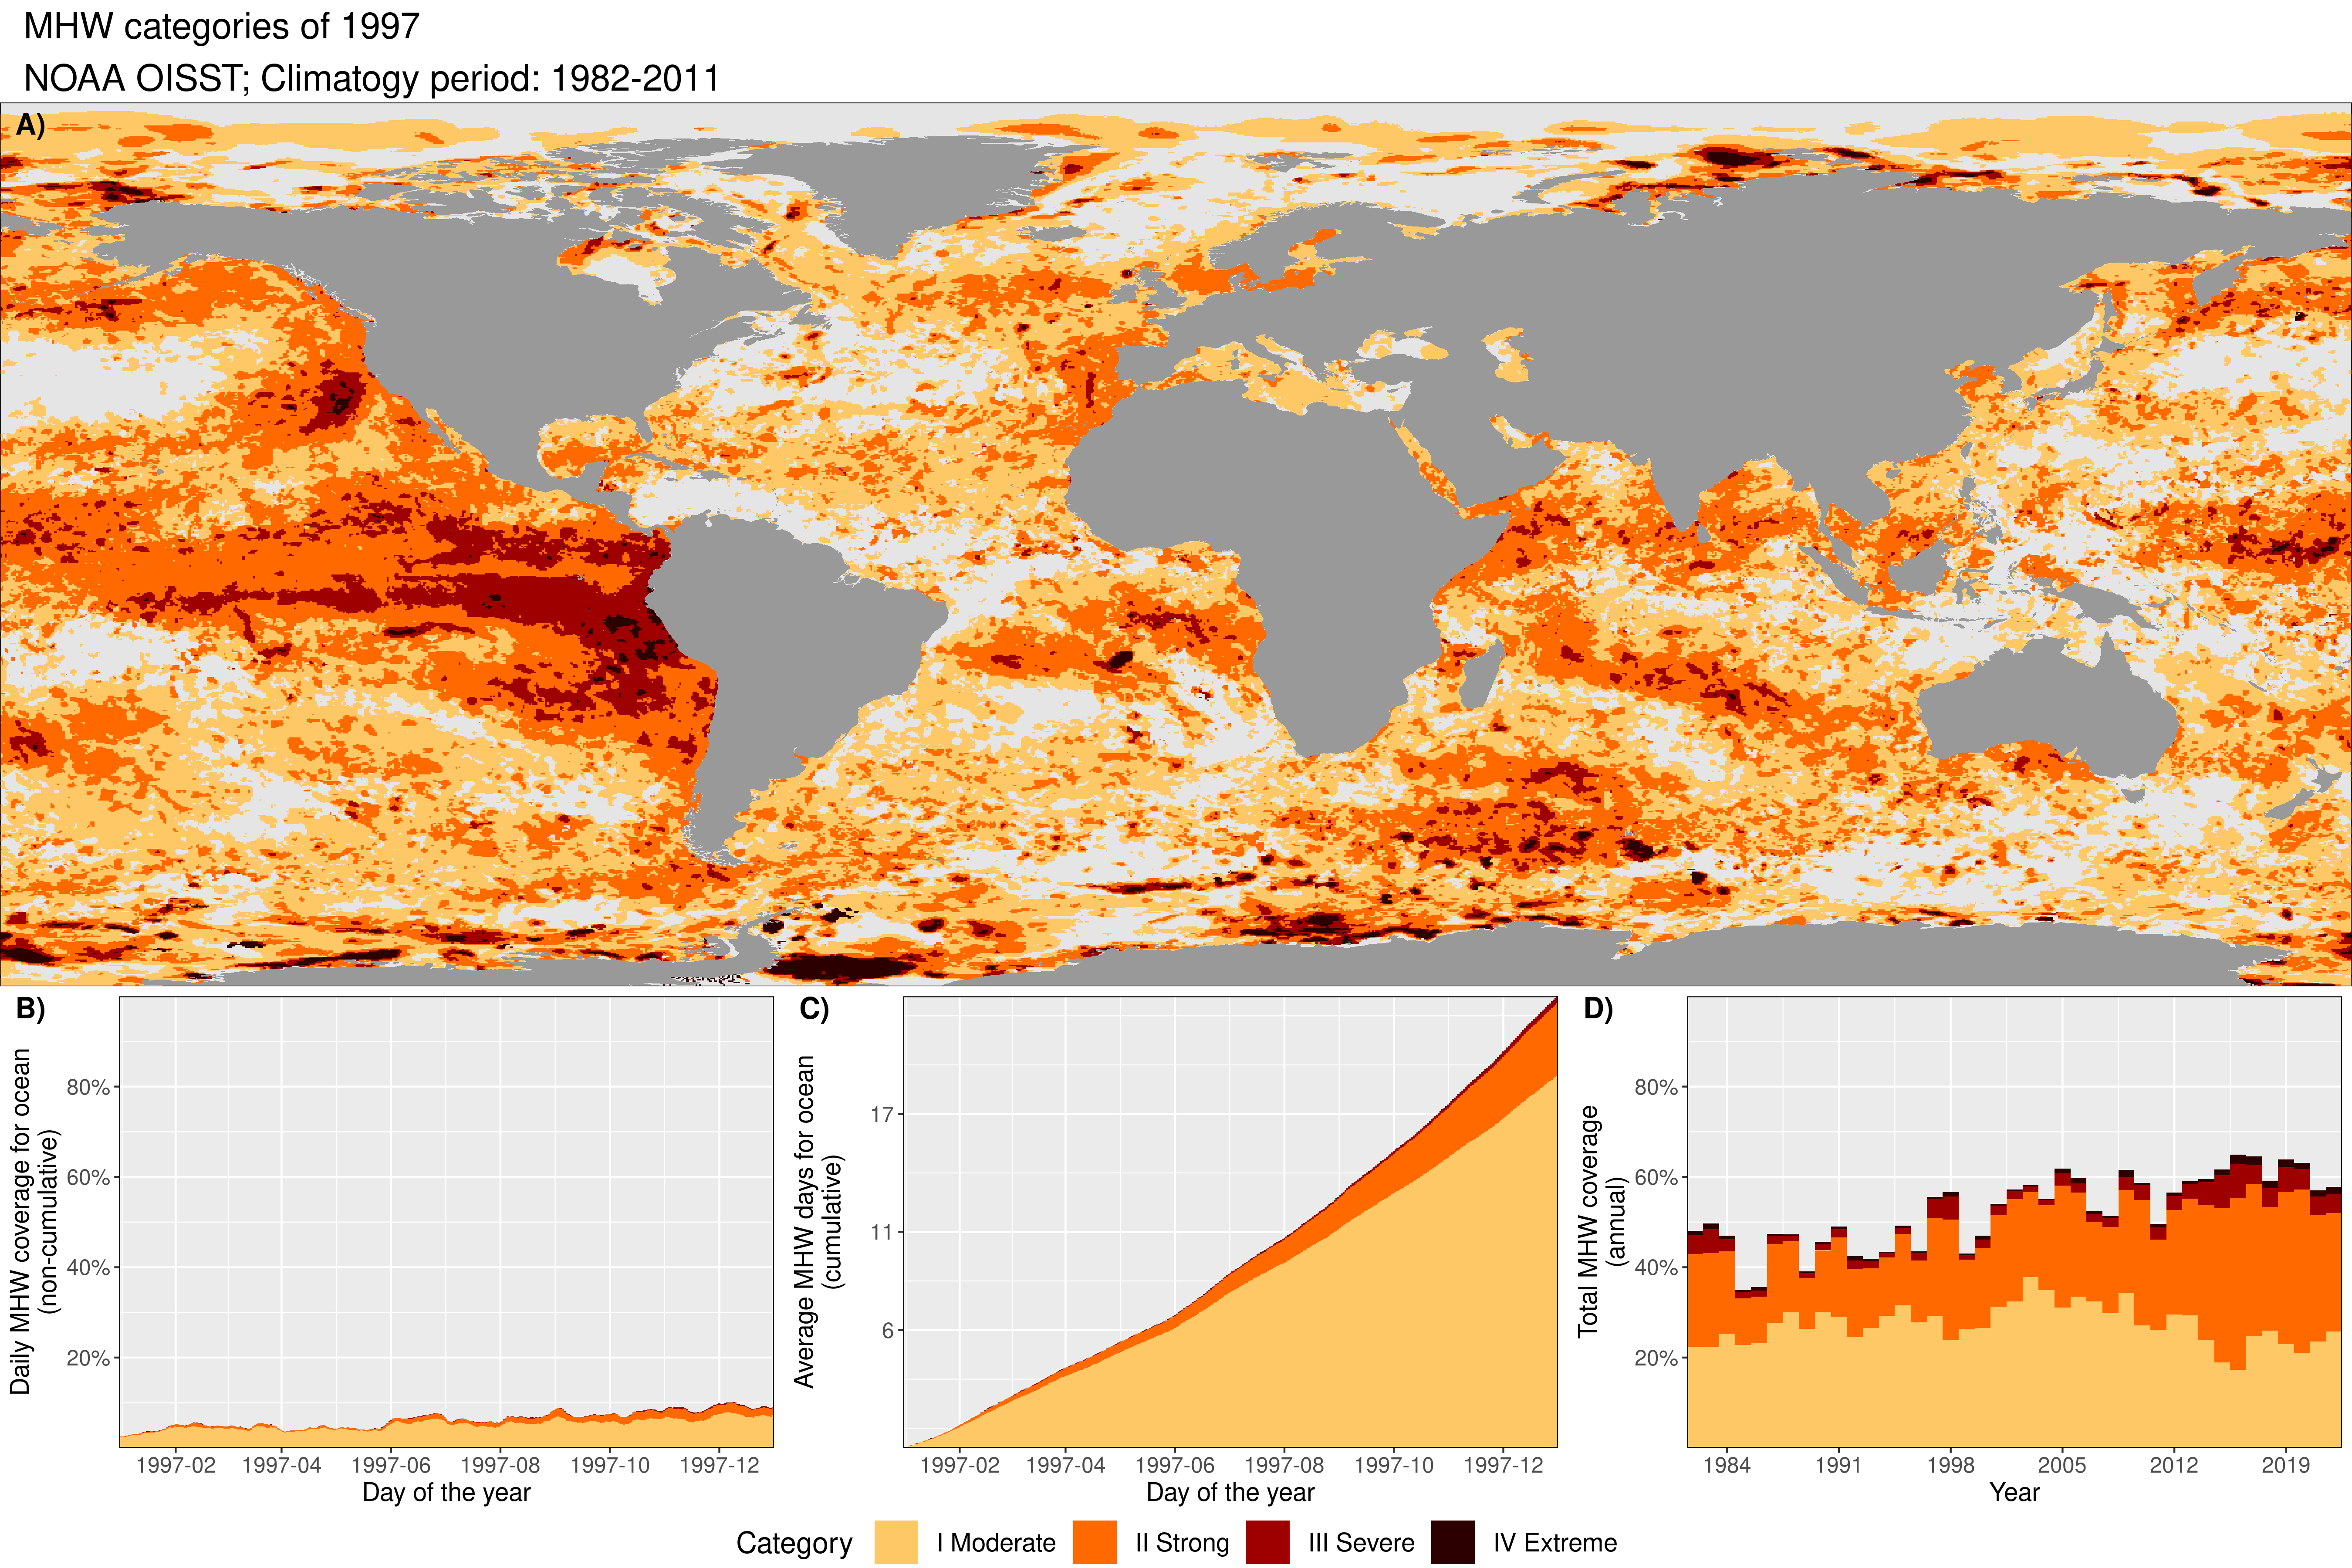 MHW categories of 1997
NOAA OISST; Climatogy period: 1982-2011
A)
B)
Daily MHW coverage for ocean
(non-cumulative)
80%
60%
40%
20%
1997-02 1997-04 1997-06 1997-08 1997-10 1997-12
Day of the year
C)
Average MHW days for ocean
(cumulative)
17
11
6
1997-02 1997-04 1997-06 1997-08 1997-10 1997-12
Day of the year
D)
Total MHW coverage
(annual)
80%
60%
40%
20%
1984 1991 1998 2005 2012 2019
Year
Category I Moderate II Strong III Severe IV Extreme